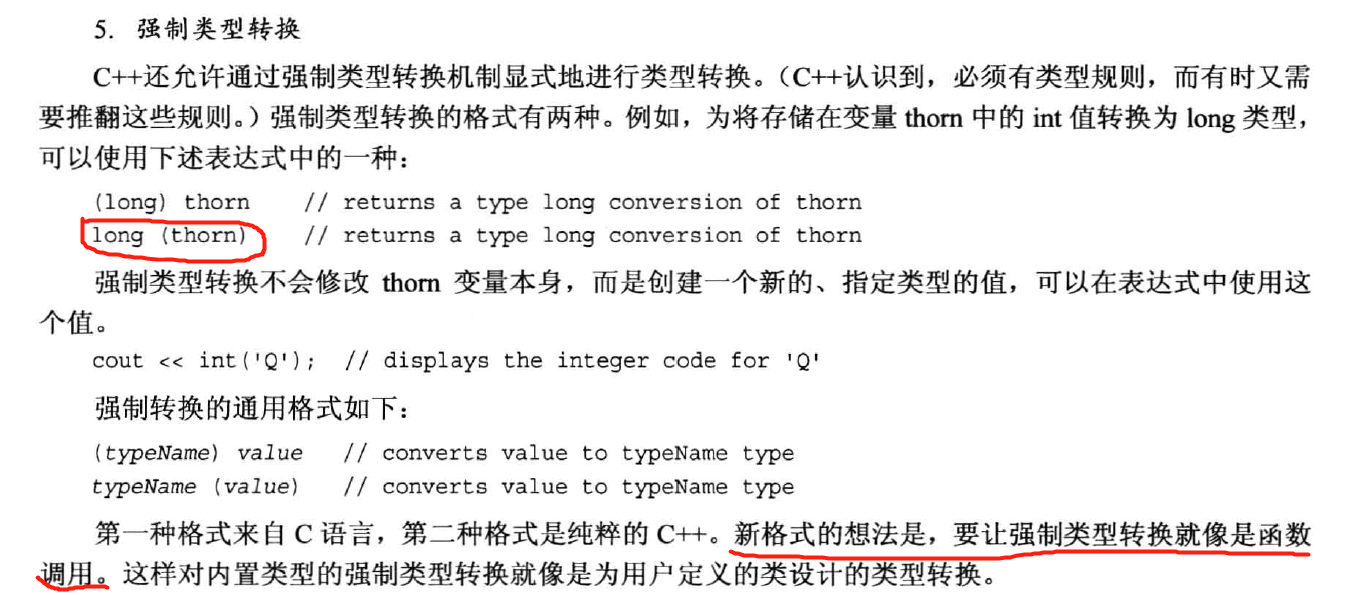 5. 强制类型转换
C++还允许通过强制类型转换机制显式地进行类型转换。（C++认识到，必须有类型规则，而有时又需
要推翻这些规则。）强制类型转换的格式有两种。例如，为将存储在变量 thorn 中的 int 值转换为 long 类型，
可以使用下述表达式中的一种：
(long) thorn // returns a type long conversion of thorn
long (thorn) // returns a type long conversion of thorn
强制类型转换不会修改 thorn 变量本身，而是创建一个新的、指定类型的值，可以在表达式中使用这
个值。
cout << int('Q'); // displays the integer code for 'Q'
强制转换的通用格式如下：
(typeName) value // converts value to typeName type
typeName (value) // converts value to typeName type
第一种格式来自 C 语言，第二种格式是纯粹的 C++。新格式的想法是，要让强制类型转换就像是函数
调用。这样对内置类型的强制类型转换就像是为用户定义的类设计的类型转换。